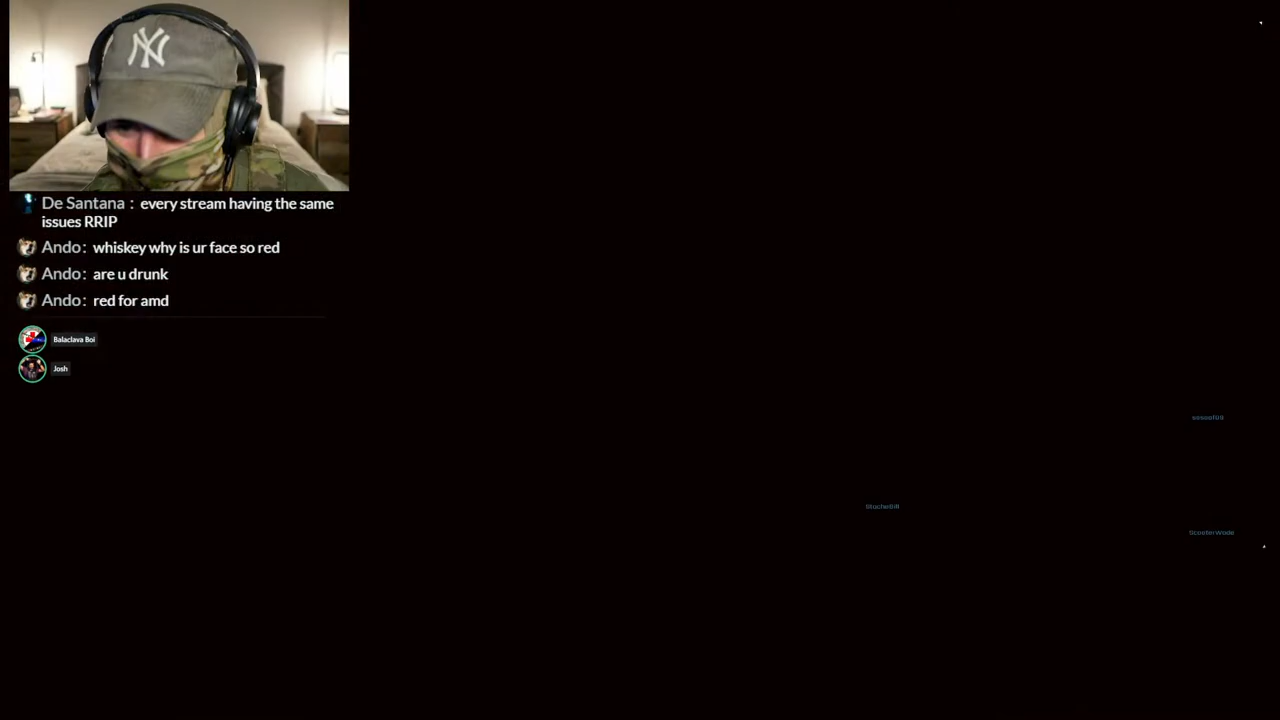 NY
De Santana : every stream having the same
issues RRIP
Ando: whiskey why is ur face so red
Ando: are u drunk
Ando: red for amd
Balaclava Boi
Josh
ScooterWode